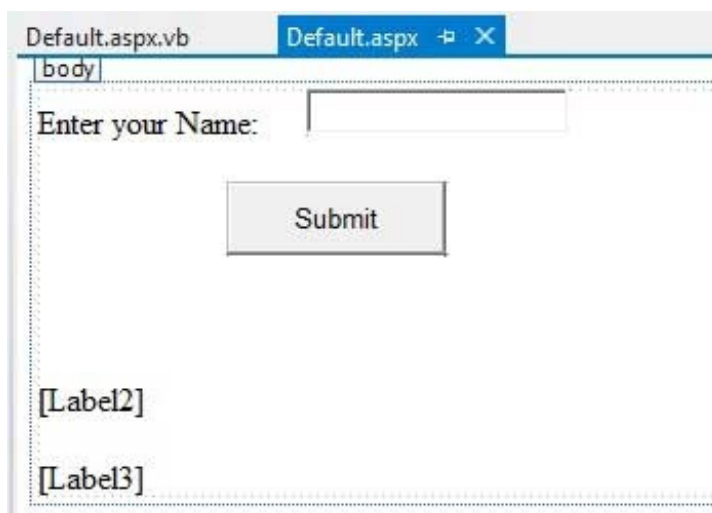 Default.aspx.vb Default.aspx
body
Enter your Name:
Submit
[Label2]
[Label3]